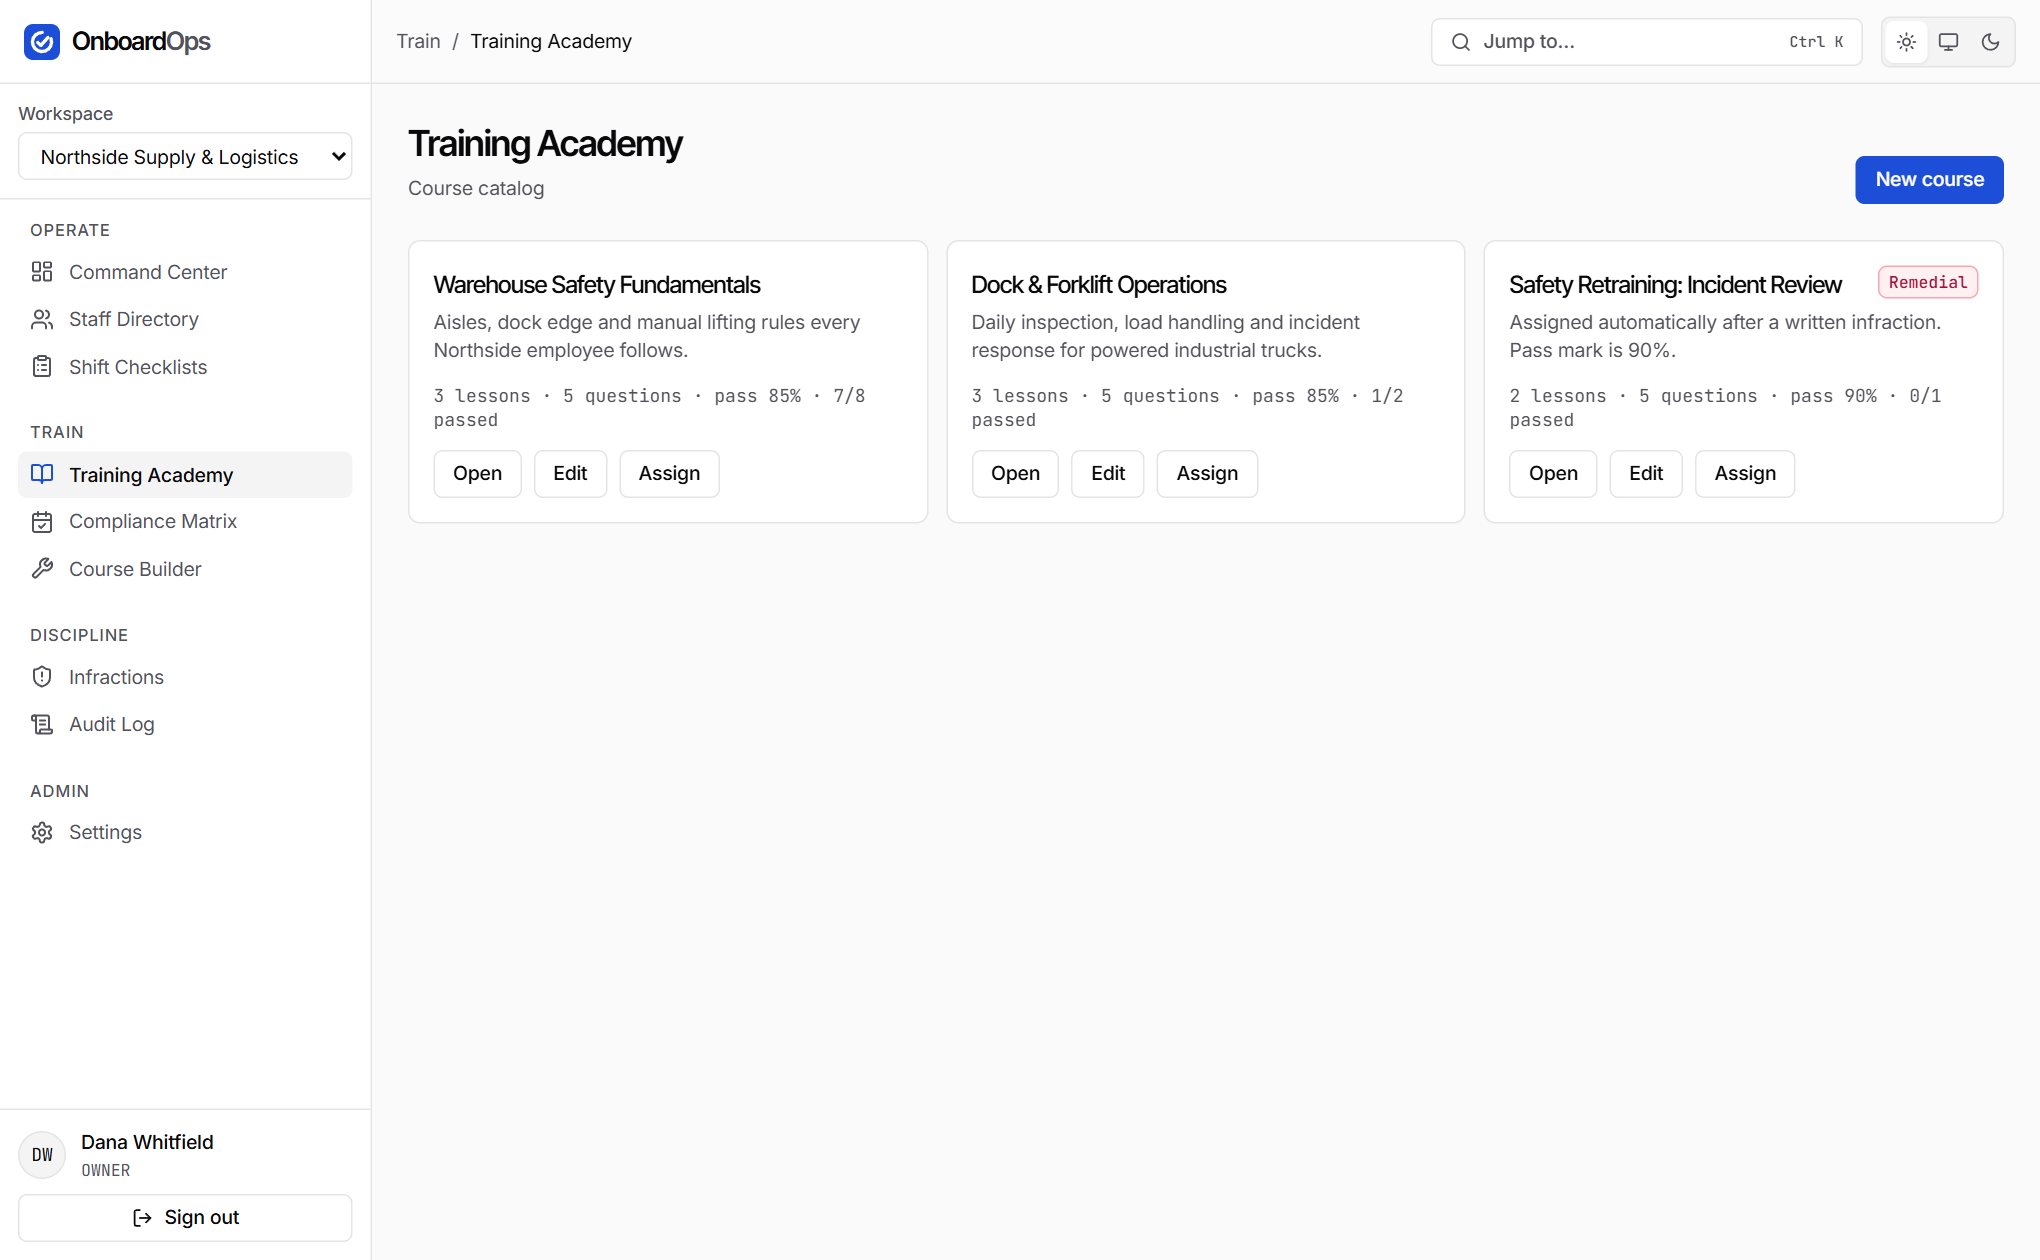 OnboardOps
Train / Training Academy
Jump to...
Ctrl K
Workspace
Northside Supply & Logistics
OPERATE
Command Center
Staff Directory
Shift Checklists
TRAIN
Training Academy
Compliance Matrix
Course Builder
DISCIPLINE
Infractions
Audit Log
ADMIN
Settings
DW
Dana Whitfield
OWNER
Sign out
Training Academy
Course catalog
New course
Warehouse Safety Fundamentals
Aisles, dock edge and manual lifting rules every
Northside employee follows.
3 lessons · 5 questions · pass 85% · 7/8
passed
Open Edit Assign
Dock & Forklift Operations
Daily inspection, load handling and incident
response for powered industrial trucks.
3 lessons · 5 questions · pass 85% · 1/2
passed
Open Edit Assign
Safety Retraining: Incident Review
Remedial
Assigned automatically after a written infraction.
Pass mark is 90%.
2 lessons · 5 questions · pass 90% · 0/1
passed
Open Edit Assign